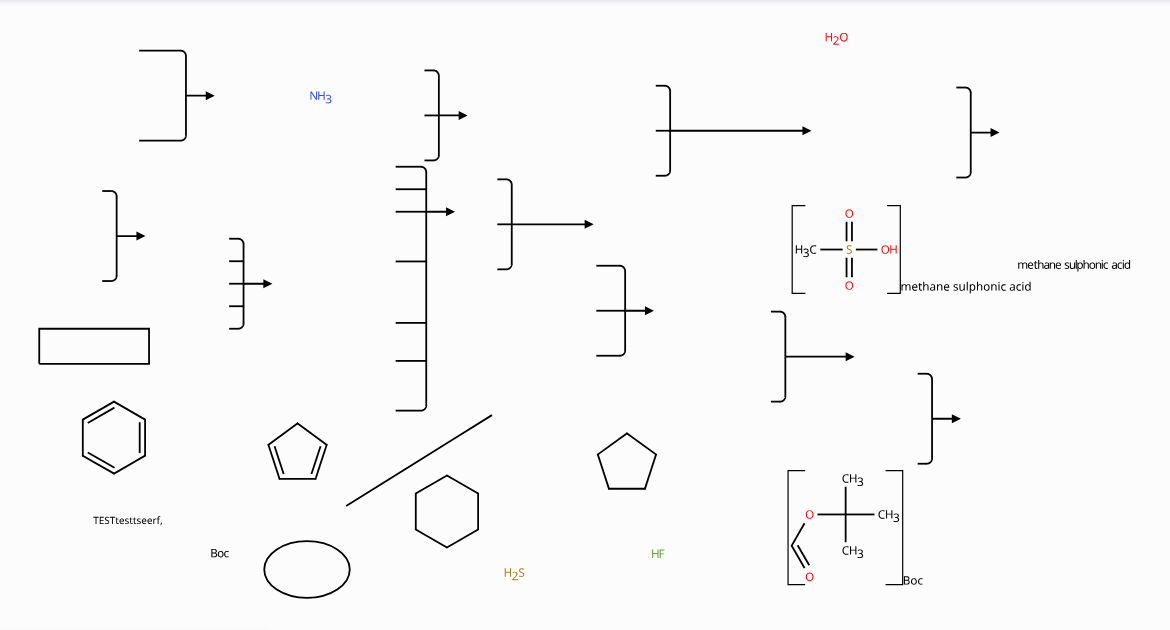 H2O
NH3
O
H3C S OH
O
methane sulphonic acid
methane sulphonic acid
CH3
O CH3
CH3
O
Boc
TESTtesttseerf,
Boc
HF
H2S